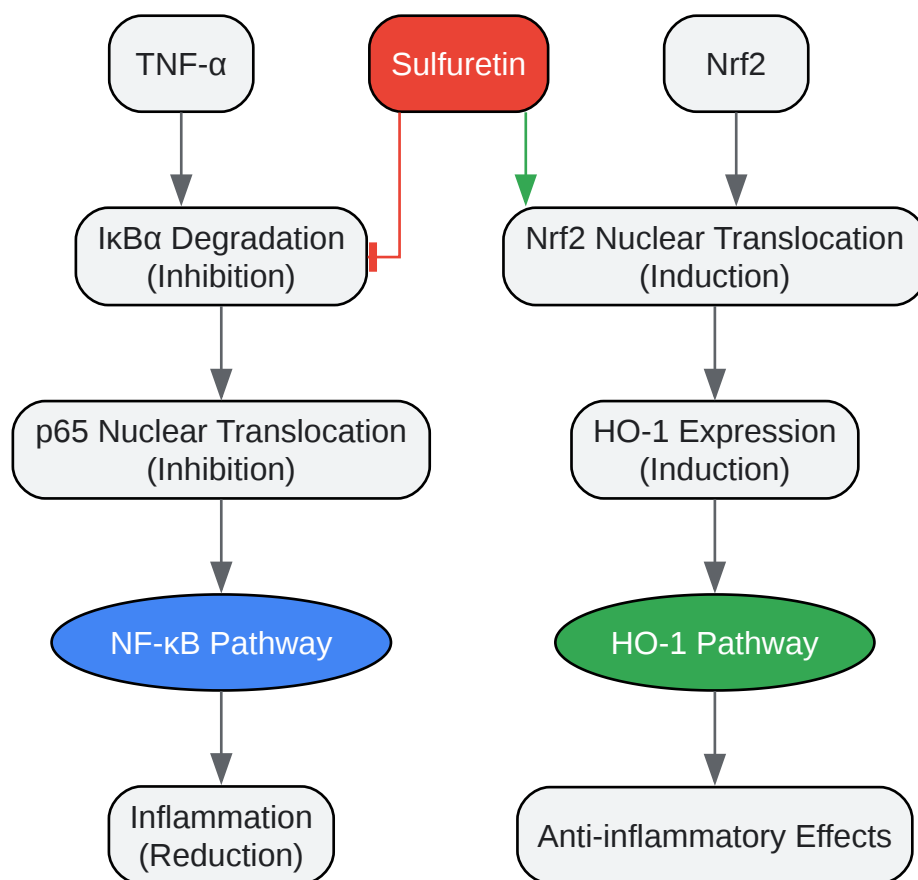 TNF-α
Sulfuretin
Nrf2
IκBα Degradation
(Inhibition)
Nrf2 Nuclear Translocation
(Induction)
p65 Nuclear Translocation
(Inhibition)
HO-1 Expression
(Induction)
NF-κB Pathway
HO-1 Pathway
Inflammation
(Reduction)
Anti-inflammatory Effects